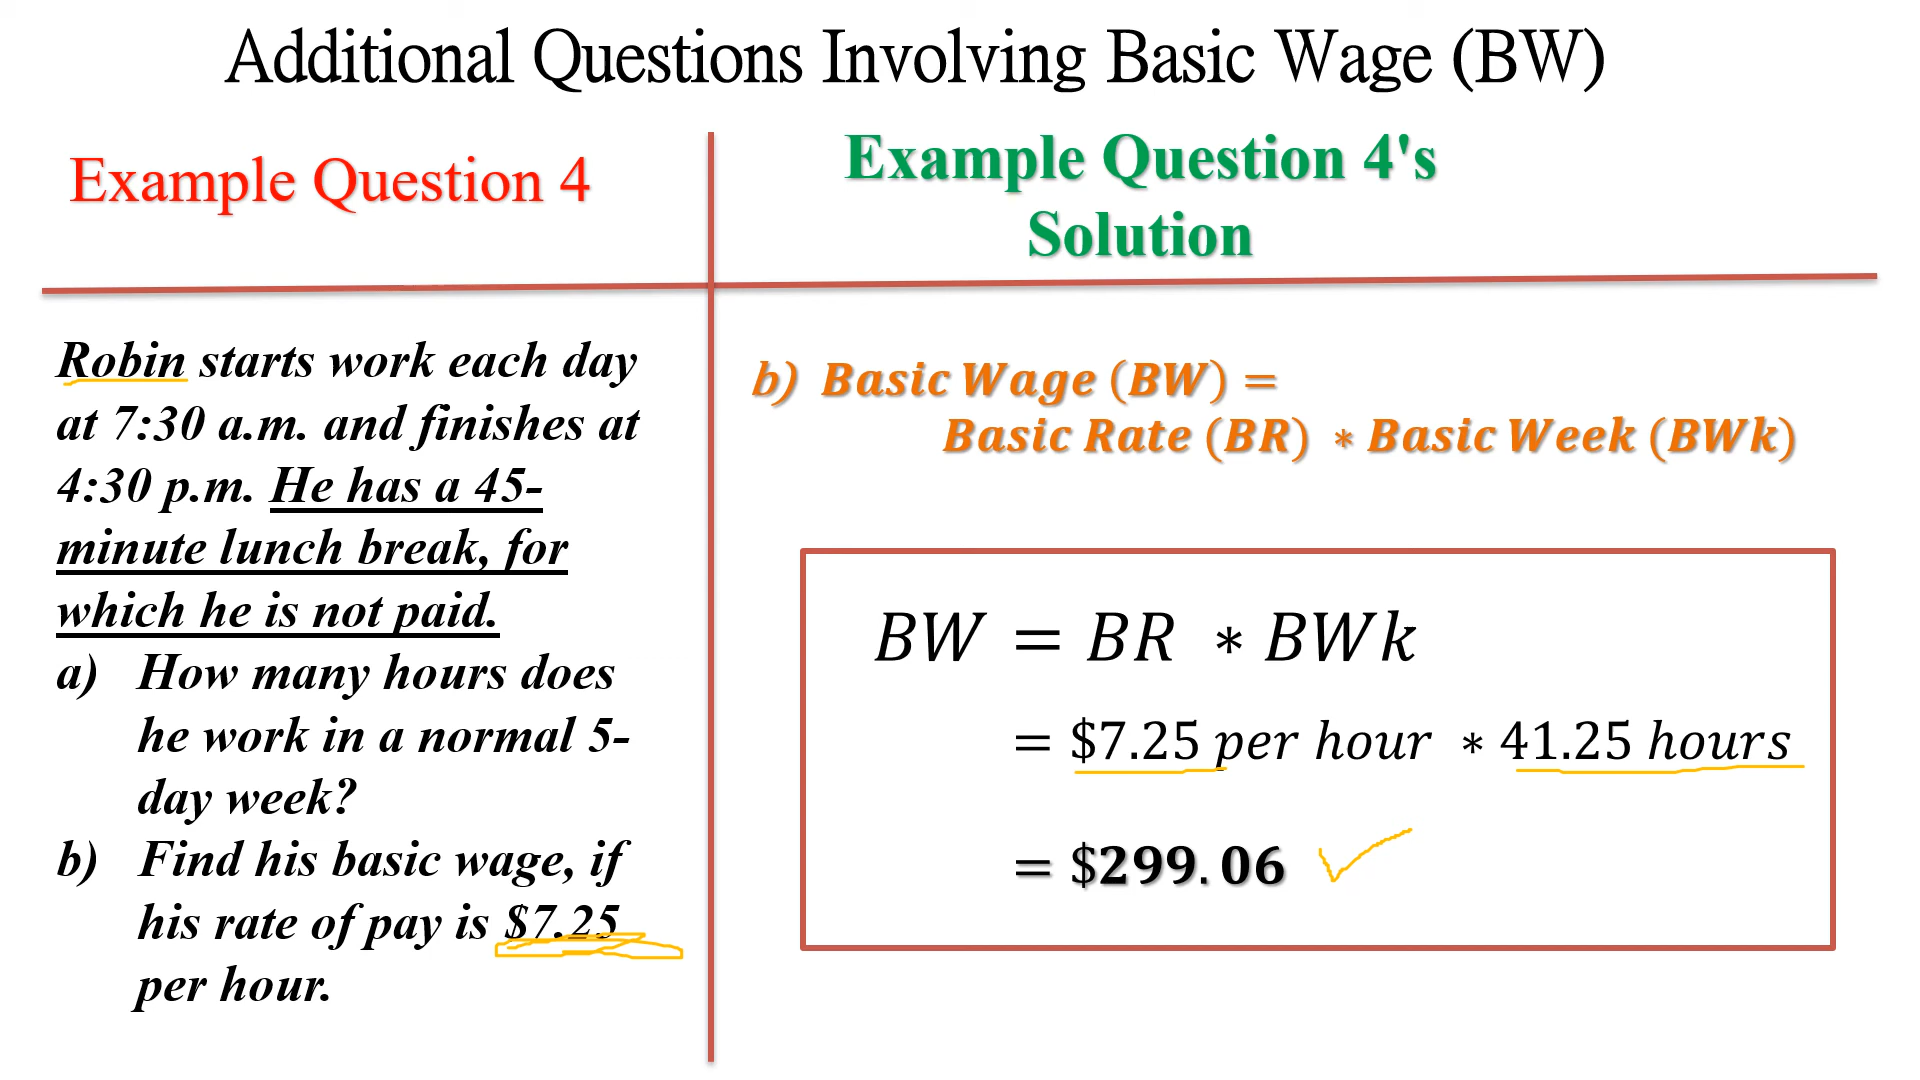 Additional Questions Involving Basic Wage (BW)
Example Question 4
Robin starts work each day
at 7:30 a.m. and finishes at
4:30 p.m. He has a 45-
minute lunch break, for
which he is not paid.
a) How many hours does
he work in a normal 5-
day week?
b) Find his basic wage, if
his rate of pay is $7.25
per hour.
Example Question 4's
Solution
b) Basic Wage (BW) =
Basic Rate (BR) * Basic Week (BWk)
BW = BR * BWk
= $7.25 per hour * 41.25 hours
= $299.06